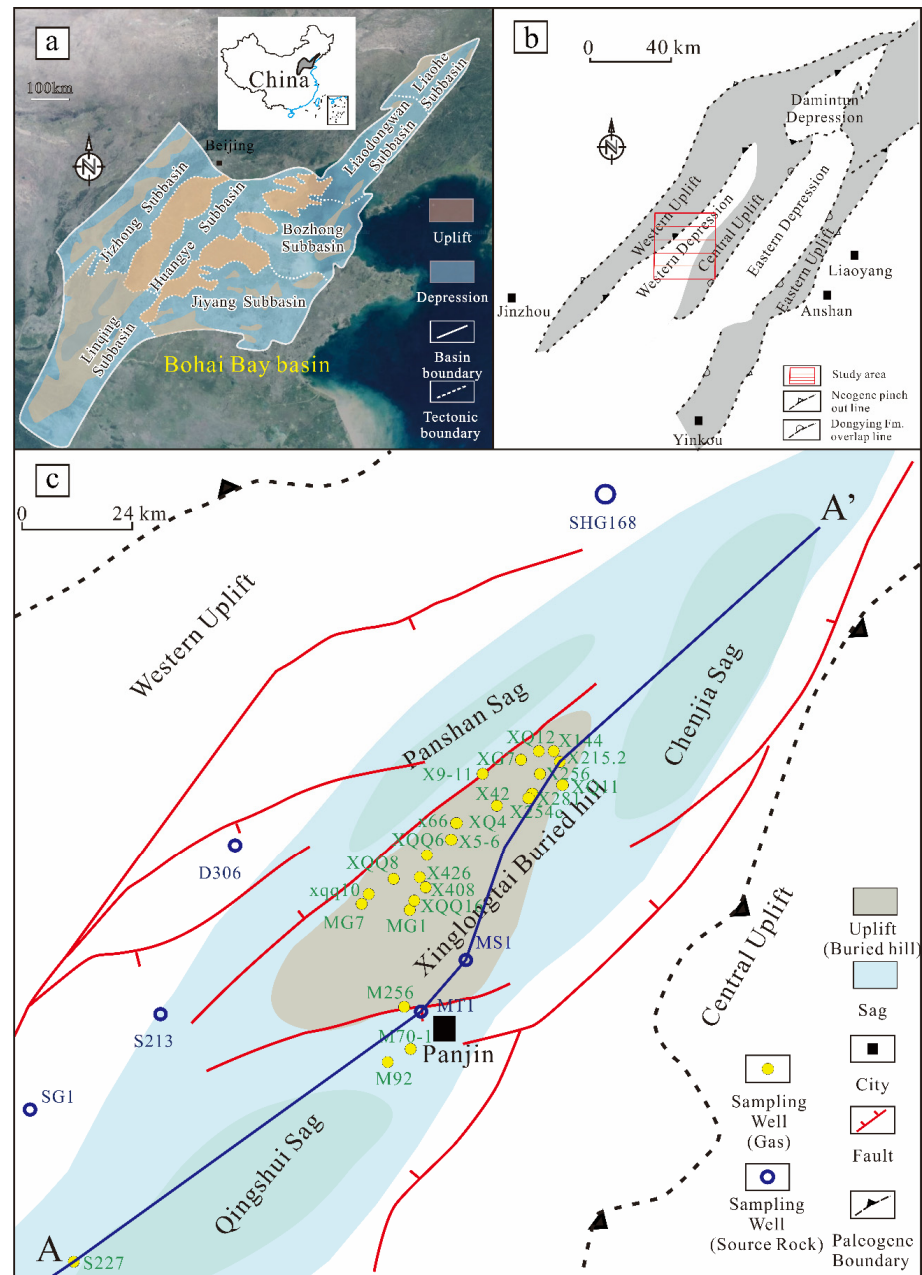 a
China
100km
N
Beijing
Liaohe
Subbasin
Liaodongwan
Subbasin
Jizhong Subbasin
Huangye
Subbasin
Bozhong
Subbasin
Jiyang Subbasin
Linqing
Subbasin
Bohai Bay basin
Uplift
Depression
Basin
boundary
Tectonic
boundary
b
0 40 km
N
Damintun
Depression
Western Uplift
Western Depression
Central Uplift
Eastern Depression
Eastern Uplift
Liaoyang
Anshan
Jinzhou
Yinkou
Study area
Neogene pinch
out line
Dongying Fm.
overlap line
c
0 24 km
SHG168
A'
Western Uplift
Panshan Sag
Chenjia Sag
XQ12
X144
XG7
X215.2
X9-11
X256
XQ11
X42
X281
X254c
x66
XQ4
XQQ6
X5-6
XQQ8
X426
xqq10
X408
XQQ16
MG7
MG1
Xinglongtai Buried hill
D306
MS1
Central Uplift
M256
MT1
S213
M70-1
Panjin
M92
SG1
Qingshui Sag
A
S227
Uplift
(Buried hill)
Sag
City
Fault
Paleogene
Boundary
Sampling
Well
(Gas)
Sampling
Well
(Source Rock)